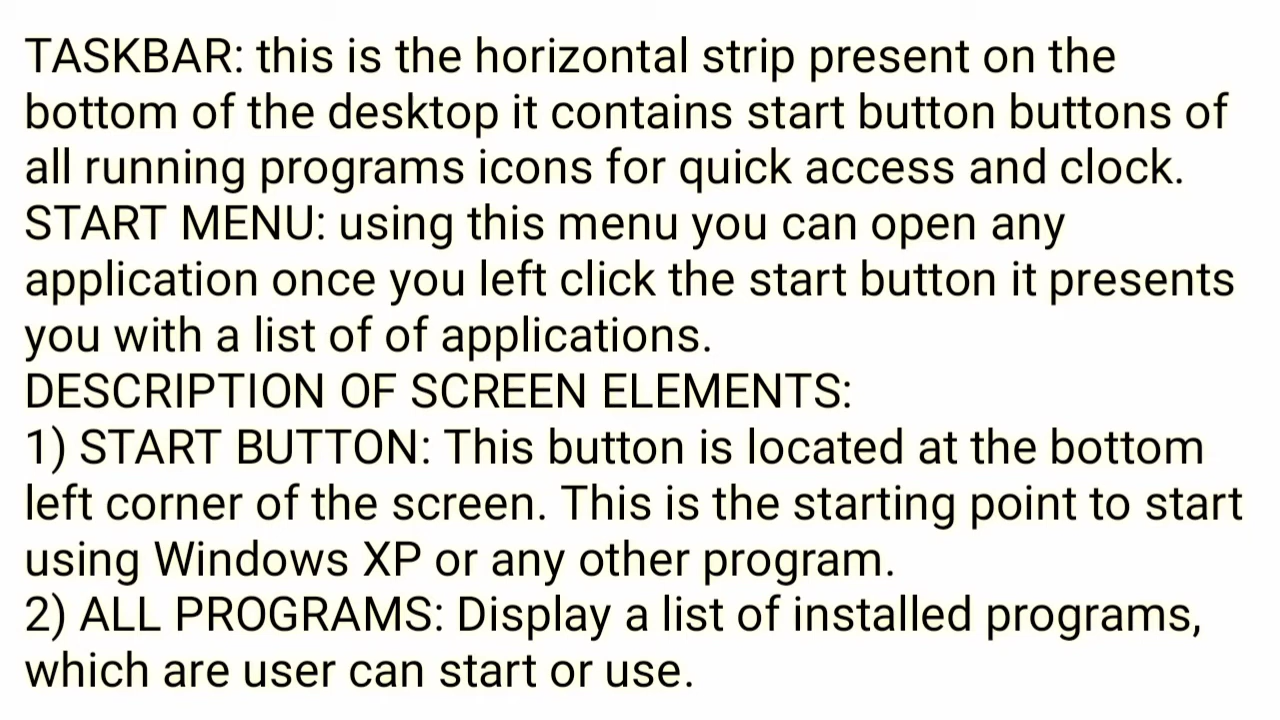 TASKBAR: this is the horizontal strip present on the
bottom of the desktop it contains start button buttons of
all running programs icons for quick access and clock.
START MENU: using this menu you can open any
application once you left click the start button it presents
you with a list of of applications.
DESCRIPTION OF SCREEN ELEMENTS:
1) START BUTTON: This button is located at the bottom
left corner of the screen. This is the starting point to start
using Windows XP or any other program.
2) ALL PROGRAMS: Display a list of installed programs,
which are user can start or use.